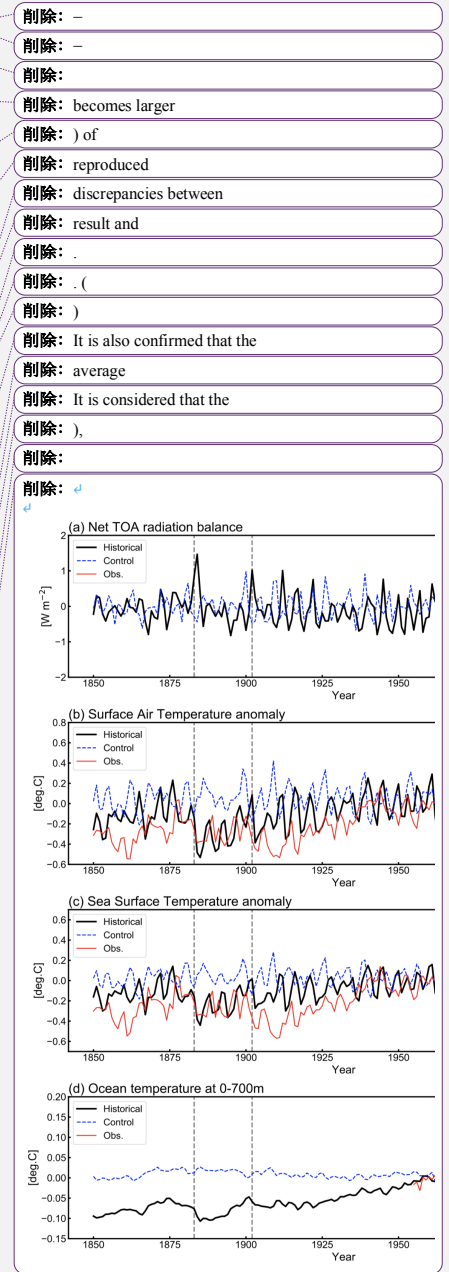 削除: –
削除: –
削除:
削除: becomes larger
削除: ) of
削除: reproduced
削除: discrepancies between
削除: result and
削除: .
削除: . (
削除: )
削除: It is also confirmed that the
削除: average
削除: It is considered that the
削除: ),
削除:
削除: ↵
↵
(a) Net TOA radiation balance
Historical
Control
Obs.
[W m−2]
2
1
0
−1
−2
1850 1875 1900 1925 1950
Year
(b) Surface Air Temperature anomaly
Historical
Control
Obs.
[deg.C]
0.8
0.6
0.4
0.2
0.0
−0.2
−0.4
−0.6
1850 1875 1900 1925 1950
Year
(c) Sea Surface Temperature anomaly
Historical
Control
Obs.
[deg.C]
0.6
0.4
0.2
0.0
−0.2
−0.4
−0.6
1850 1875 1900 1925 1950
Year
(d) Ocean temperature at 0-700m
Historical
Control
Obs.
[deg.C]
0.20
0.15
0.10
0.05
0.00
−0.05
−0.10
−0.15
1850 1875 1900 1925 1950
Year